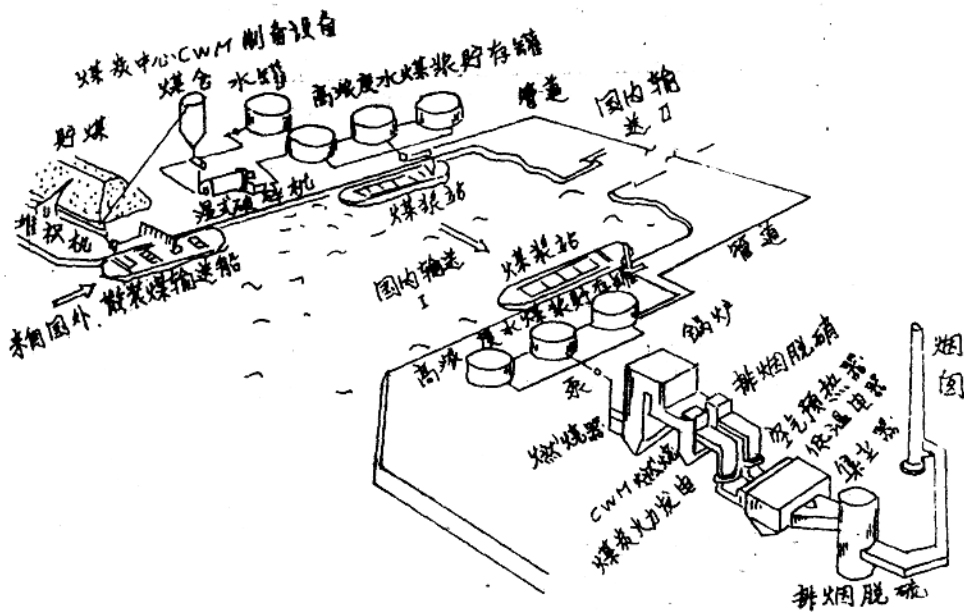 煤炭中心CWM制备设备
煤仓
水罐
高浓度水煤浆贮存罐
管道
国内输送Ⅱ
贮煤
堆积机
湿式破碎机
煤浆站
来自国外.
散装煤输送船
国内输送Ⅰ
煤浆站
管道
高浓度水煤浆贮存罐
泵
锅炉
燃烧器
排烟脱硝
空气预热器
低温电器
集尘器
烟囱
CWM燃烧
煤炭火力发电
排烟脱硫